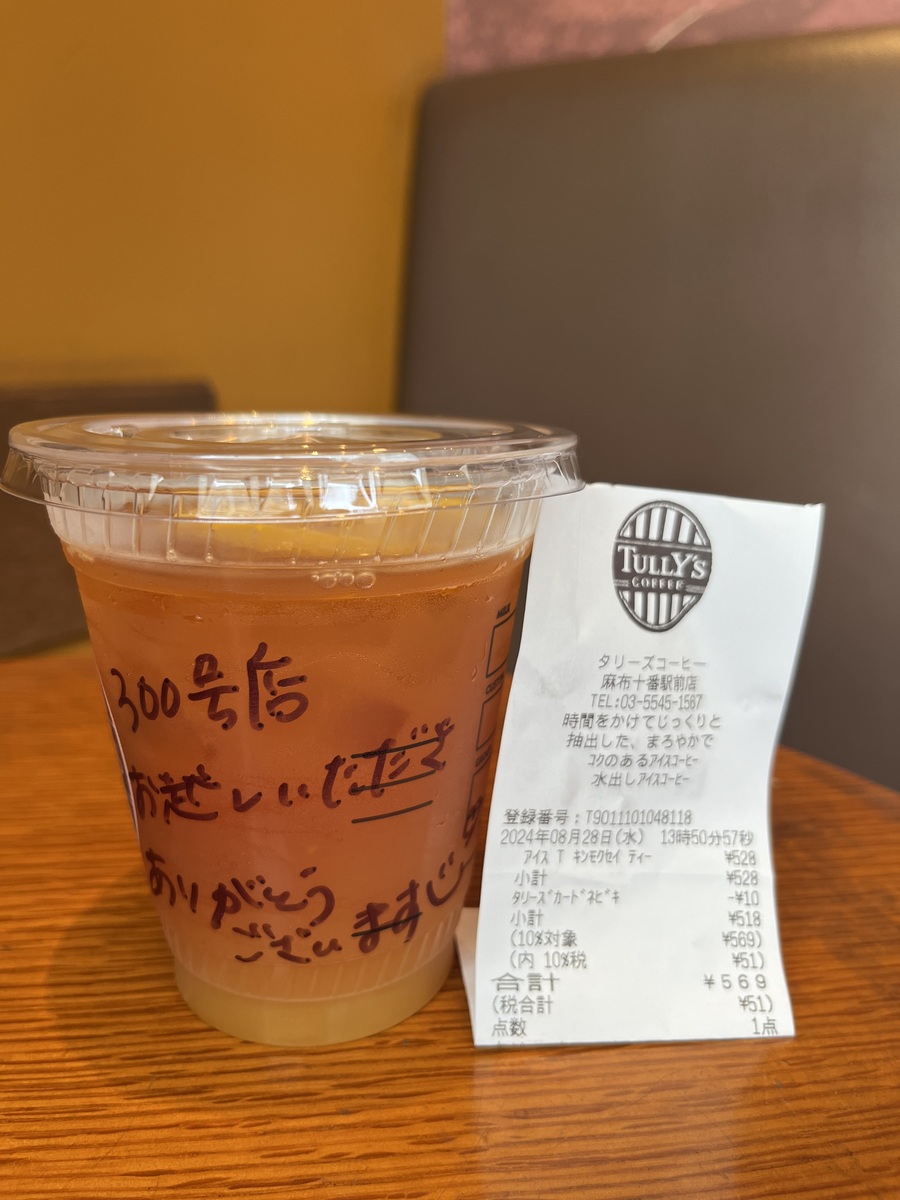 300号店
お越しいただき
ありがとう
ございます
MILK
TULLY'S
COFFEE
タリーズコーヒー
麻布十番駅前店
TEL:03-5545-1567
時間をかけてじっくりと
抽出した、まろやかで
コクのあるアイスコーヒー
水出しアイスコーヒー
登録番号:T9011101048118
2024年08月28日(水) 13時50分57秒
アイス T キンモクセイ ティー ¥528
小計 ¥528
タリーズカードネビキ -¥10
小計 ¥518
(10%対象 ¥569)
(内 10%税 ¥51)
合計 ¥569
(税合計 ¥51)
点数 1点